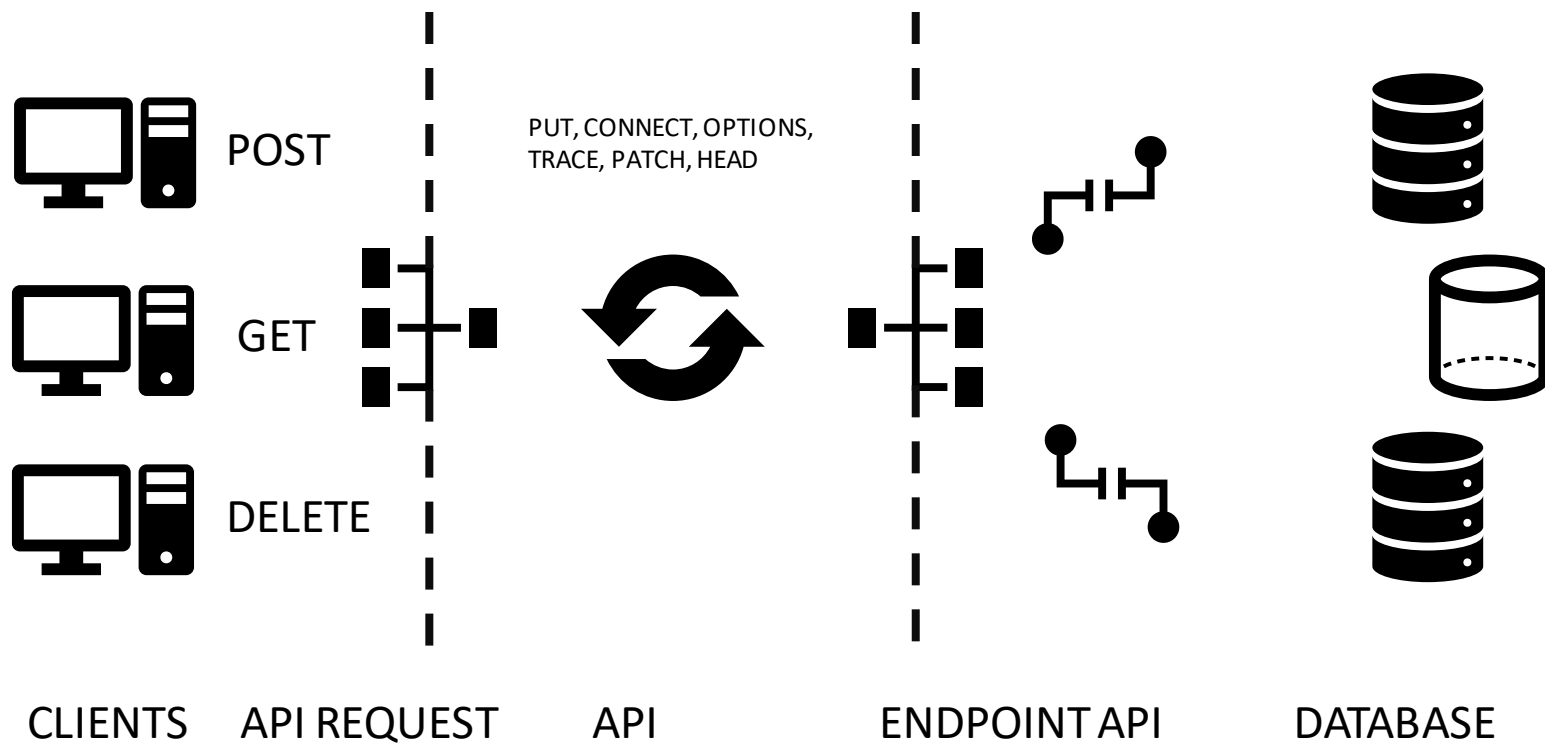 POST
PUT, CONNECT, OPTIONS,
TRACE, PATCH, HEAD
GET
DELETE
CLIENTS
API REQUEST
API
ENDPOINT API
DATABASE